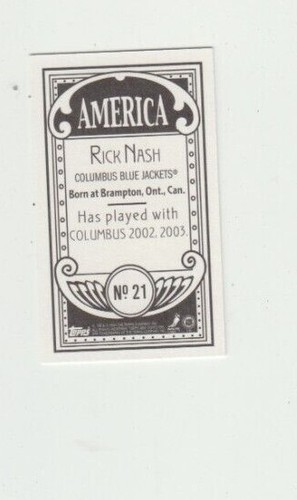 AMERICA
RICK NASH
COLUMBUS BLUE JACKETS®
Born at Brampton, Ont., Can.
Has played with
COLUMBUS 2002, 2003.
Nº 21
TOPPS